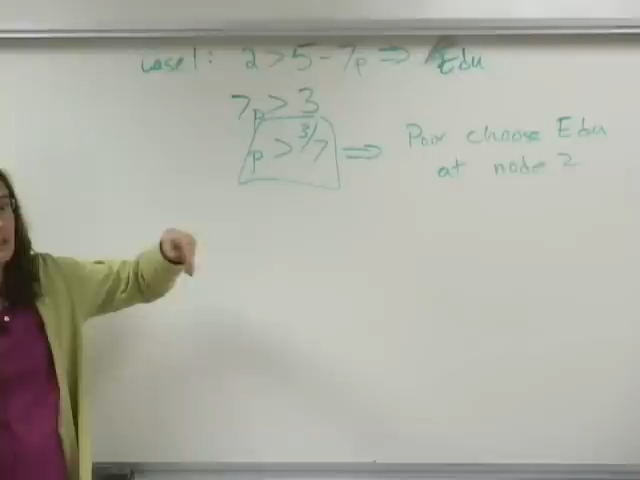 case 1: 2 > 5 - 7p ⇒ Edu
7p > 3
p > 3/7 ⇒ Poor choose Edu
at node 2